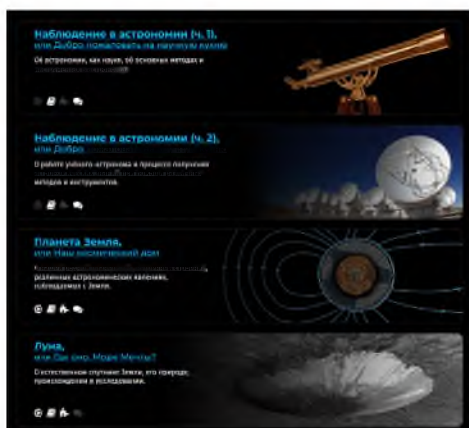 Наблюдение в астрономии (ч. 1),
или Добро пожаловать на научную кухню
Об астрономии, как науке, об основных методах и
Наблюдение в астрономии (ч. 2),
или Добро
О работе учёного-астронома и процессе получения
методов и инструментов.
Планета Земля,
или Наш космический дом
различных астрономических явлениях,
наблюдаемых с Земли.
Луна,
или Где оно, Море Мечты?
О естественном спутнике Земли, его природе,
происхождении и исследовании.